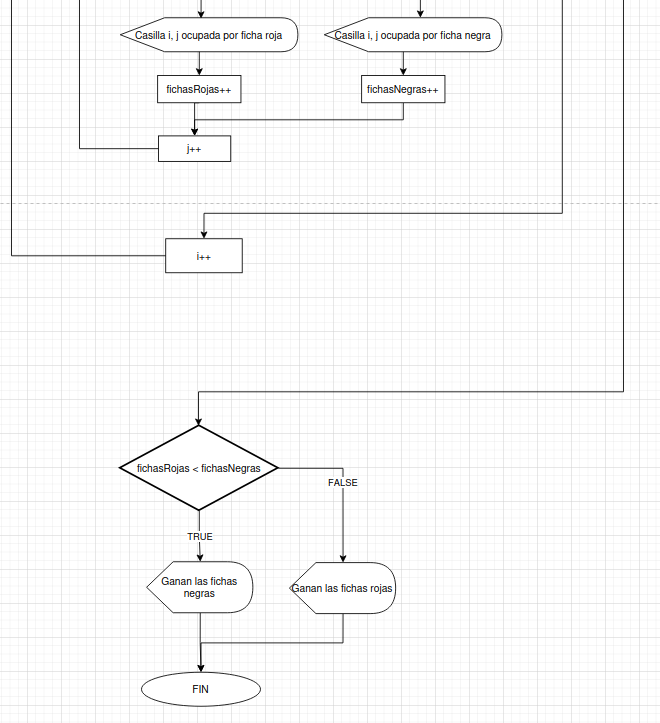 Casilla i, j ocupada por ficha roja
Casilla i, j ocupada por ficha negra
fichasRojas++
fichasNegras++
j++
i++
fichasRojas < fichasNegras
FALSE
TRUE
Ganan las fichas
negras
Ganan las fichas rojas
FIN